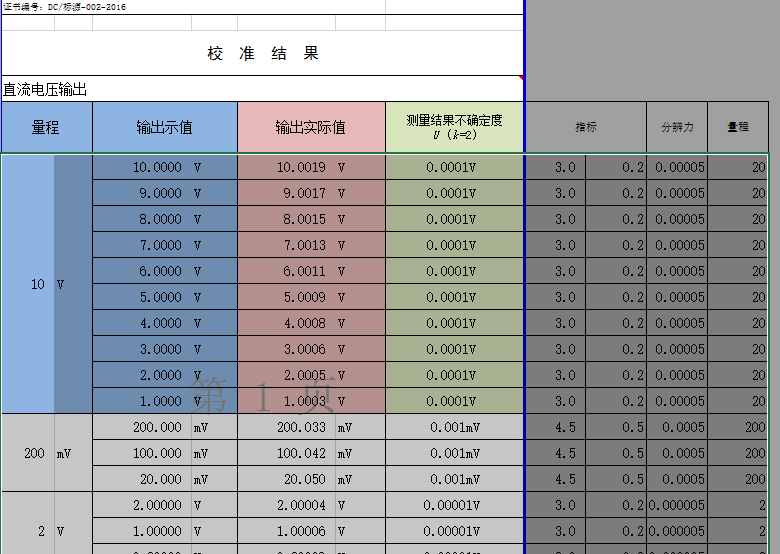 证书编号：DC/标源-002-2016
校 准 结 果
直流电压输出
量程 输出示值 输出实际值 测量结果不确定度 指标 分辨力 量程
U（k=2）
10.0000 V 10.0019 V 0.0001V 3.0 0.2 0.00005 20
9.0000 V 9.0017 V 0.0001V 3.0 0.2 0.00005 20
8.0000 V 8.0015 V 0.0001V 3.0 0.2 0.00005 20
7.0000 V 7.0013 V 0.0001V 3.0 0.2 0.00005 20
6.0000 V 6.0011 V 0.0001V 3.0 0.2 0.00005 20
10 V 5.0000 V 5.0009 V 0.0001V 3.0 0.2 0.00005 20
4.0000 V 4.0008 V 0.0001V 3.0 0.2 0.00005 20
3.0000 V 3.0006 V 0.0001V 3.0 0.2 0.00005 20
2.0000 V 2.0005 V 0.0001V 3.0 0.2 0.00005 20
第 1 页
1.0000 V 1.0003 V 0.0001V 3.0 0.2 0.00005 20
200.000 mV 200.033 mV 0.001mV 4.5 0.5 0.0005 200
200 mV 100.000 mV 100.042 mV 0.001mV 4.5 0.5 0.0005 200
20.000 mV 20.050 mV 0.001mV 4.5 0.5 0.0005 200
2.00000 V 2.00004 V 0.00001V 3.0 0.2 0.000005 2
2 V 1.00000 V 1.00006 V 0.00001V 3.0 0.2 0.000005 2